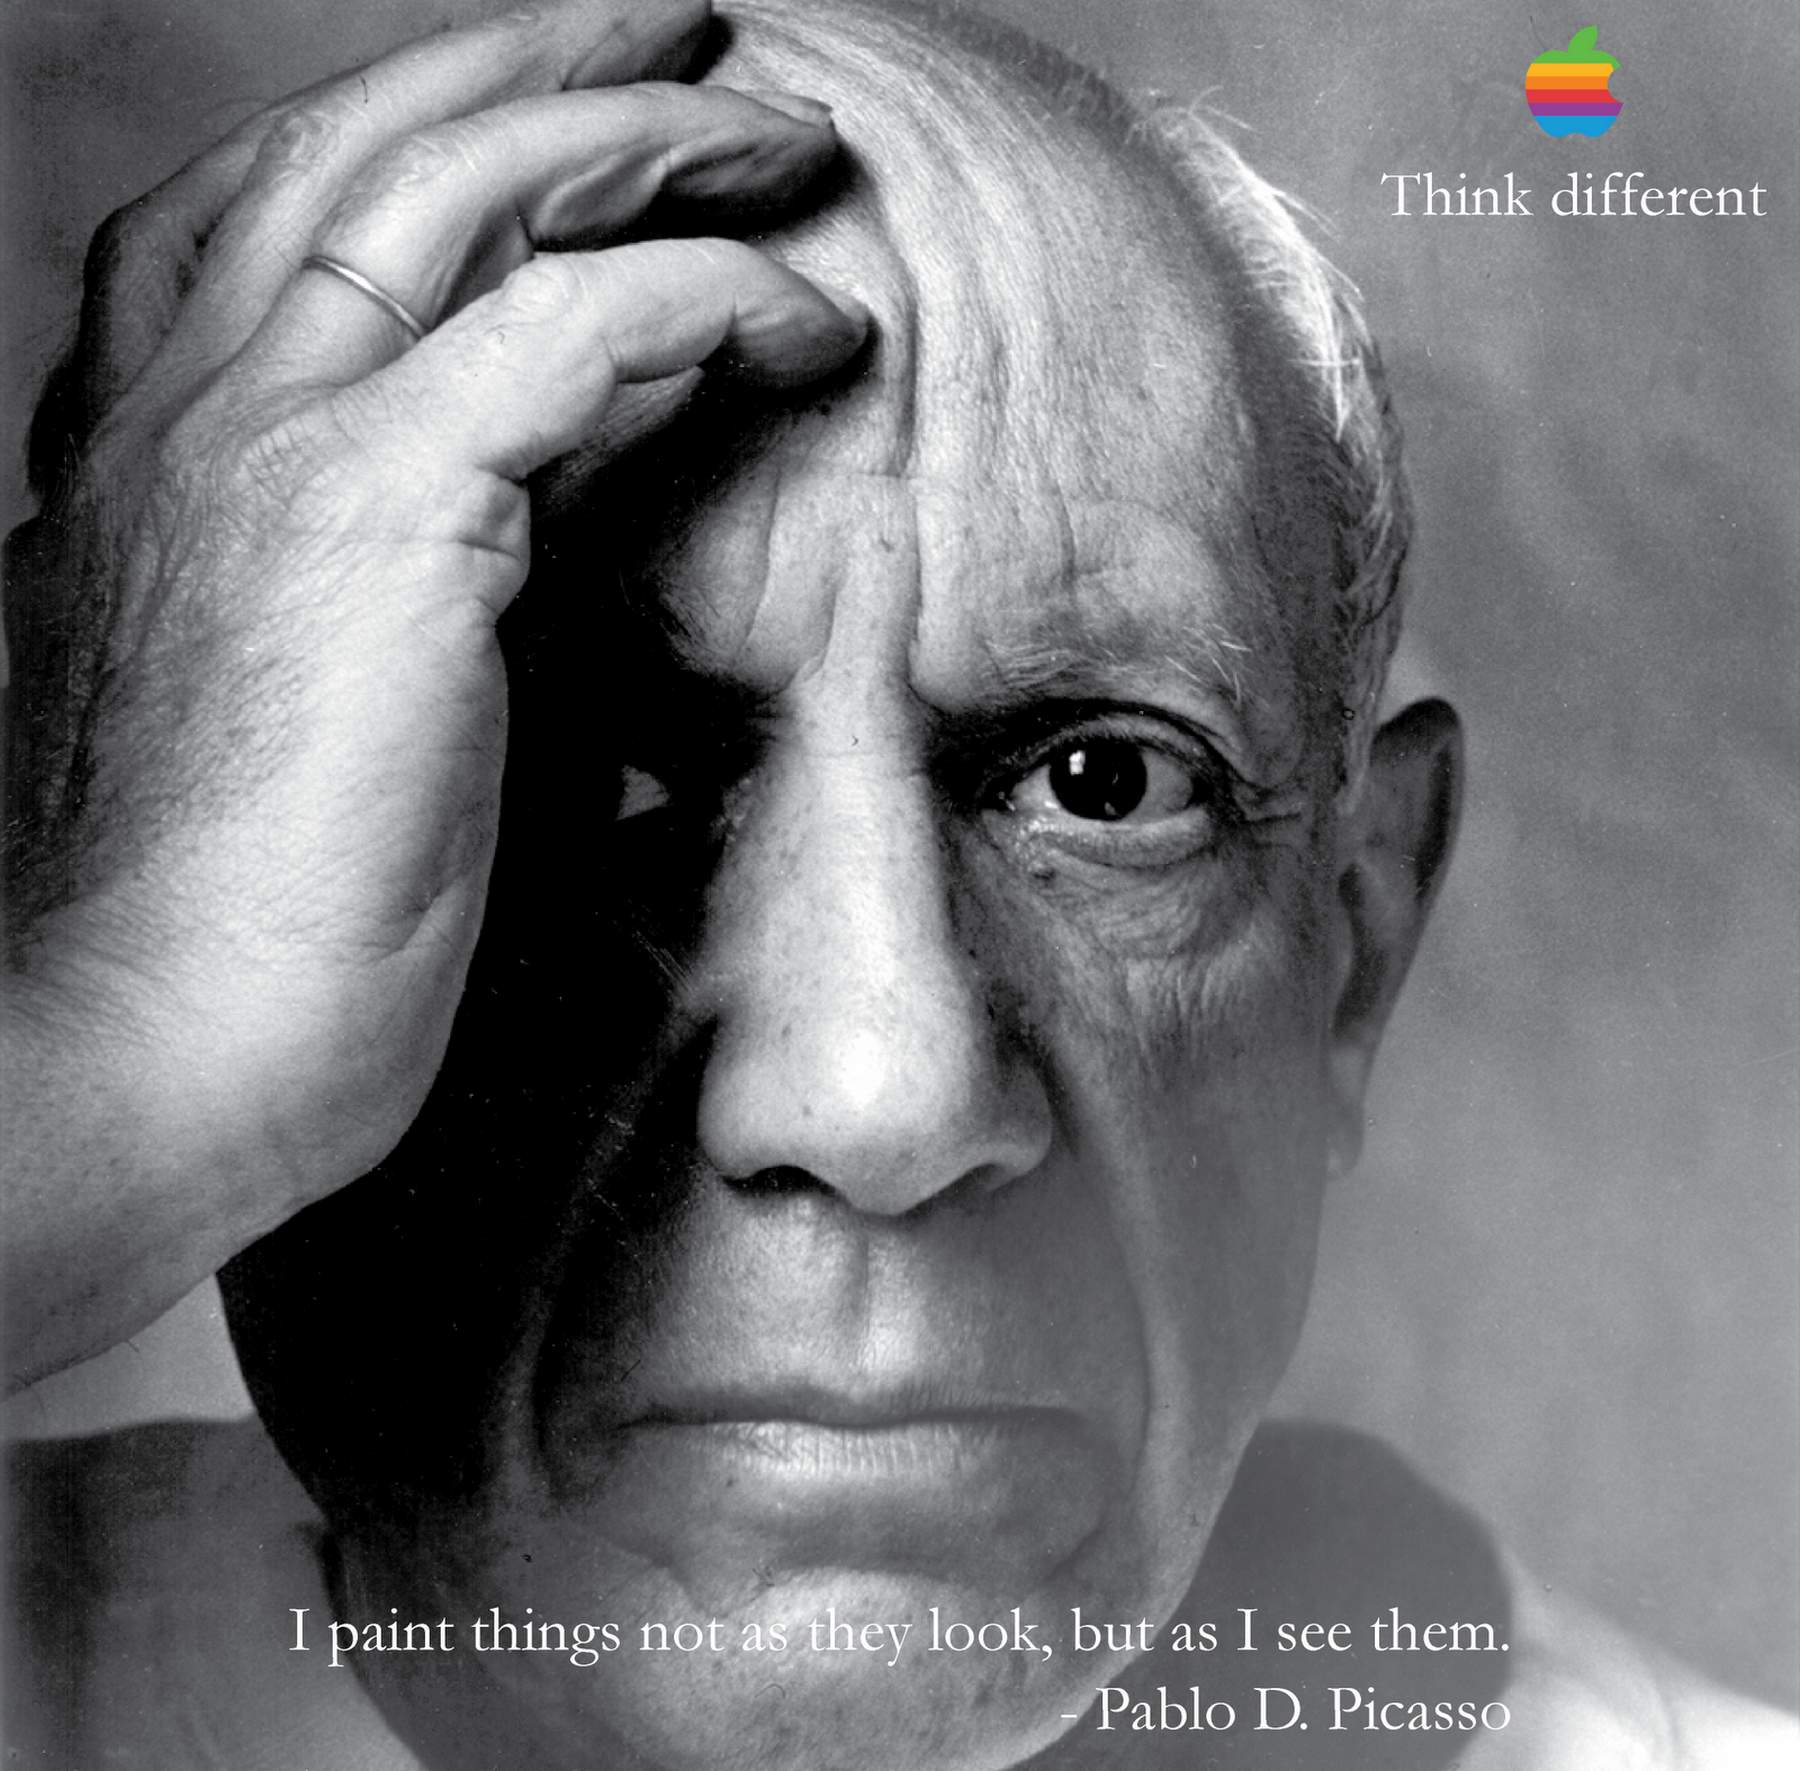 Think different
I paint things not as they look, but as I see them.
- Pablo D. Picasso